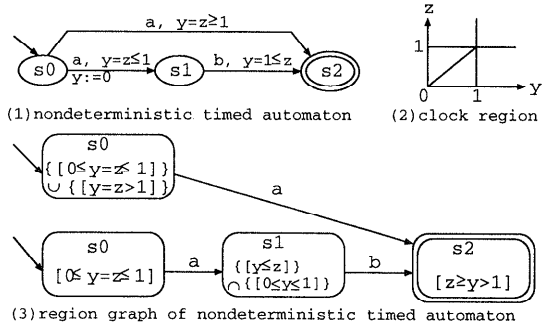 a, y=z≥1
s0
a, y=z≤1
y:=0
s1
b, y=1≤z
s2
(1)nondeterministic timed automaton
z
1
0
1
y
(2)clock region
s0
{[0≤y=z≤1]}
∪ {[y=z>1]}
a
s0
[0≤y=z≤1]
a
s1
{[y≤z]}
∩{[0≤y≤1]}
b
s2
[z≥y>1]
(3)region graph of nondeterministic timed automaton